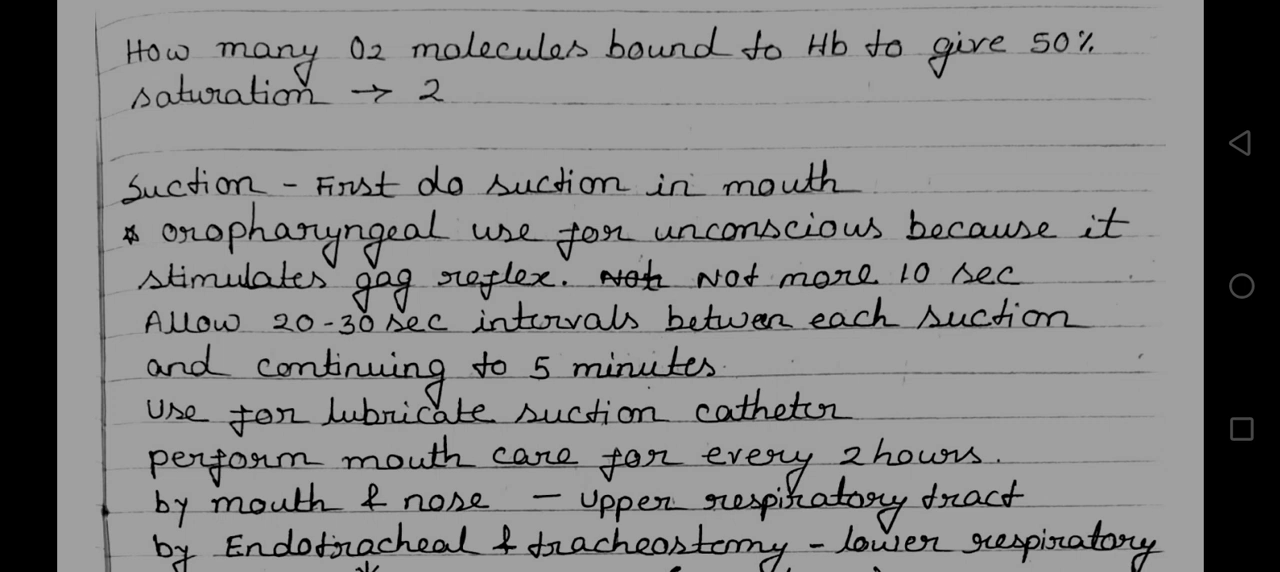 How many O2 molecules bound to Hb to give 50%
saturation → 2
Suction - First do suction in mouth
* oropharyngeal use for unconscious because it
stimulates gag reflex. Not Not more 10 sec
Allow 20-30 sec intervals betwen each suction
and continuing to 5 minutes
Use for lubricate suction catheter
perform mouth care for every 2 hours.
by mouth & nose - Upper respiratory tract
by Endotracheal & tracheostomy - lower respiratory